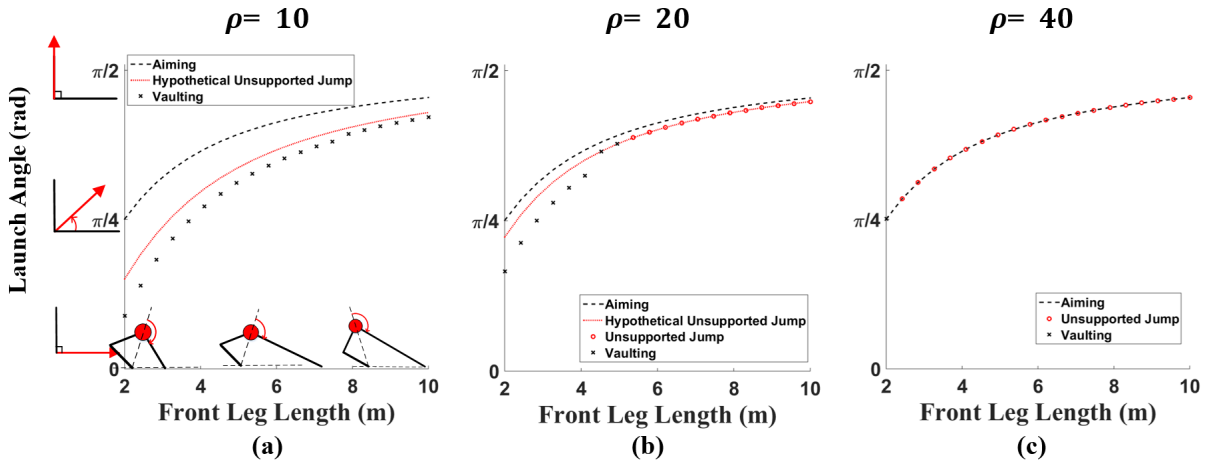 ρ= 10
ρ= 20
ρ= 40
Launch Angle (rad)
π/2
π/4
0
Aiming
Hypothetical Unsupported Jump
Vaulting
2
4
6
8
10
Front Leg Length (m)
(a)
π/2
π/4
0
Aiming
Hypothetical Unsupported Jump
Unsupported Jump
Vaulting
2
4
6
8
10
Front Leg Length (m)
(b)
π/2
π/4
0
Aiming
Unsupported Jump
Vaulting
2
4
6
8
10
Front Leg Length (m)
(c)